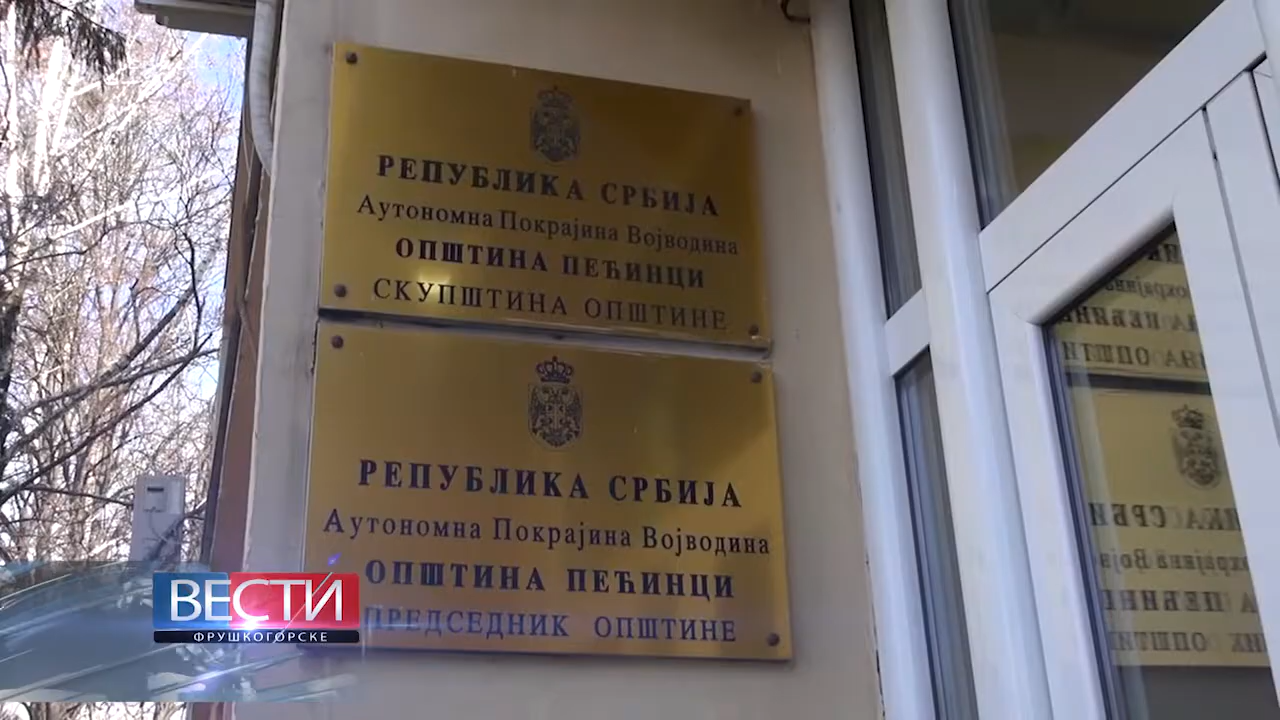 РЕПУБЛИКА СРБИЈА
Аутономна Покрајина Војводина
ОПШТИНА ПЕЋИНЦИ
СКУПШТИНА ОПШТИНЕ
РЕПУБЛИКА СРБИЈА
Аутономна Покрајина Војводина
ОПШТИНА ПЕЋИНЦИ
ПРЕДСЕДНИК ОПШТИНЕ
ВЕСТИ
ФРУШКОГОРСКЕ